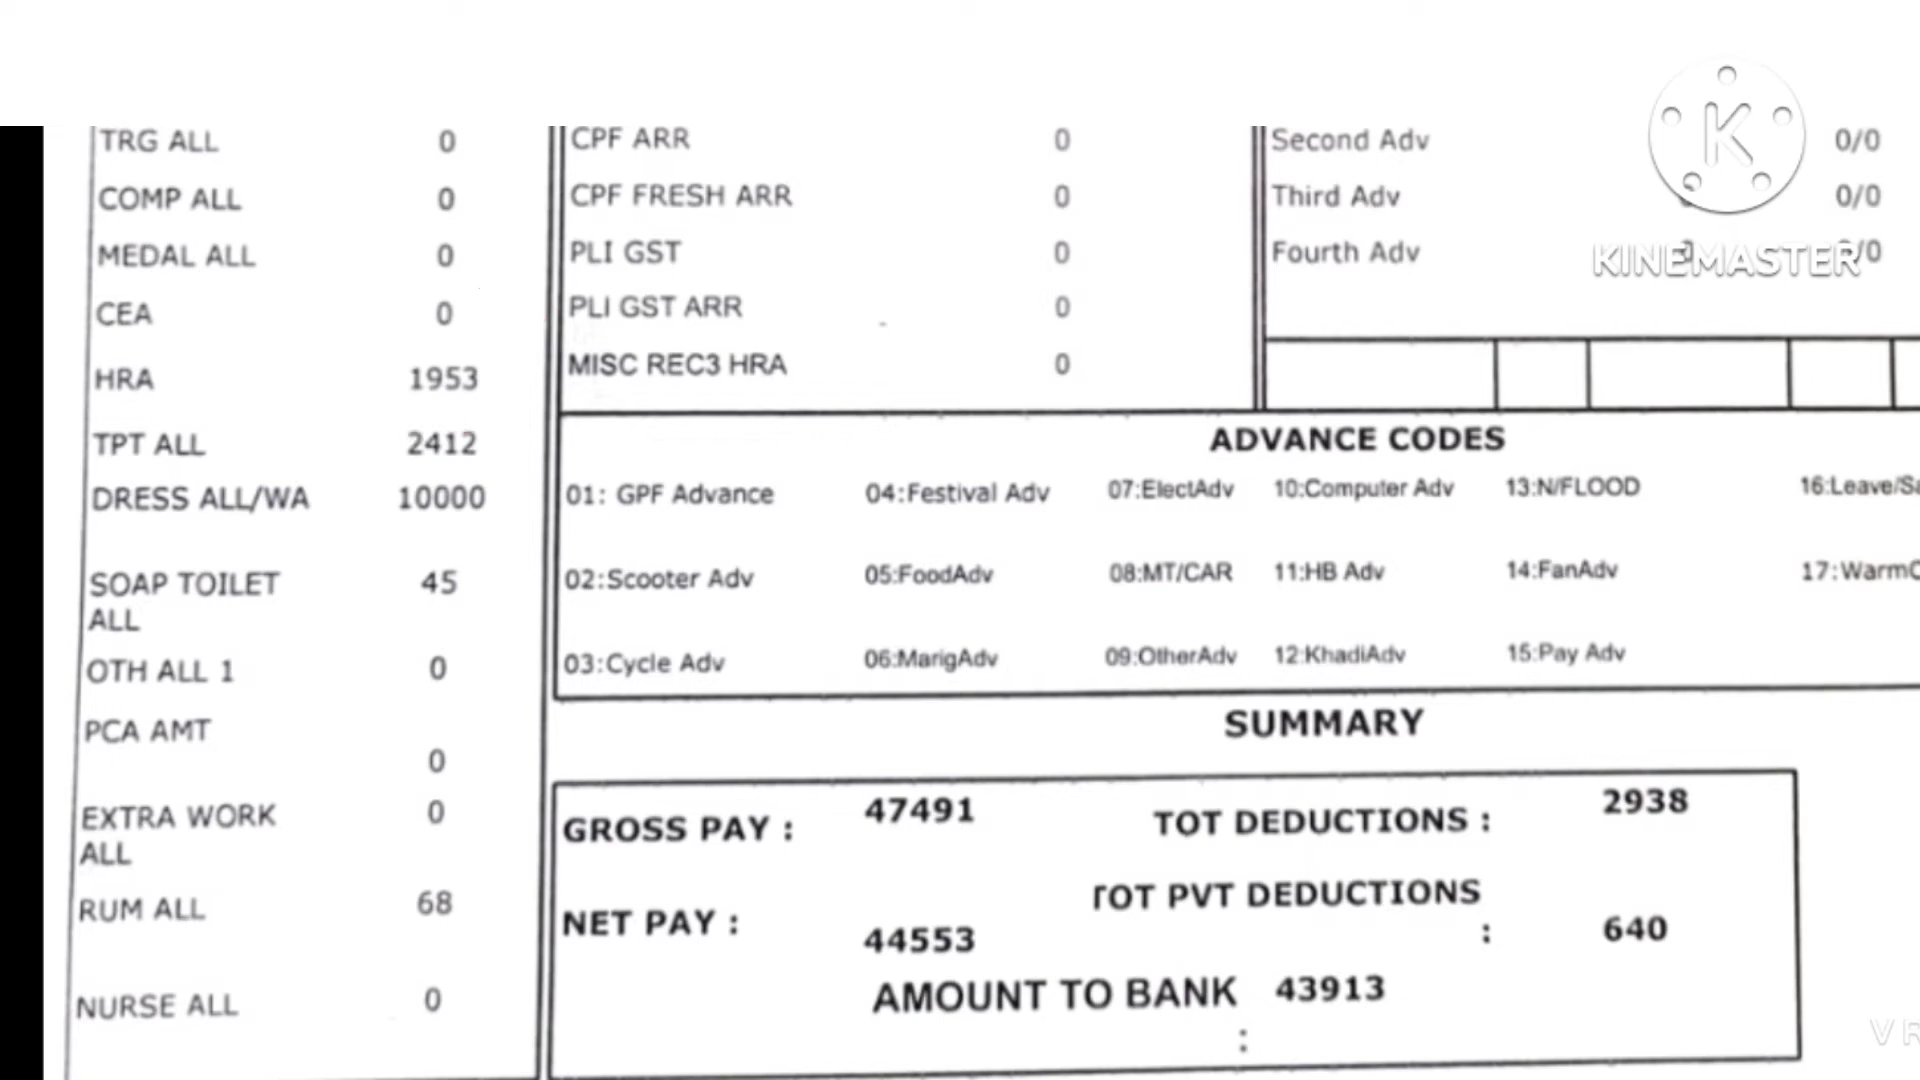 TRG ALL 0
COMP ALL 0
MEDAL ALL 0
CEA 0
HRA 1953
TPT ALL 2412
DRESS ALL/WA 10000
SOAP TOILET 45
ALL
OTH ALL 1 0
PCA AMT
0
EXTRA WORK 0
ALL
RUM ALL 68
NURSE ALL 0
CPF ARR 0
CPF FRESH ARR 0
PLI GST 0
PLI GST ARR 0
MISC REC3 HRA 0
Second Adv 0/0
Third Adv 0/0
Fourth Adv 0 /0
KINEMASTER
ADVANCE CODES
01: GPF Advance 04:Festival Adv 07:ElectAdv 10:Computer Adv 13:N/FLOOD 16:Leave/Sa
02:Scooter Adv 05:FoodAdv 08:MT/CAR 11:HB Adv 14:FanAdv 17:WarmC
03:Cycle Adv 06:MarigAdv 09:OtherAdv 12:KhadiAdv 15:Pay Adv
SUMMARY
GROSS PAY : 47491 TOT DEDUCTIONS : 2938
NET PAY : 44553 TOT PVT DEDUCTIONS : 640
AMOUNT TO BANK : 43913
VR